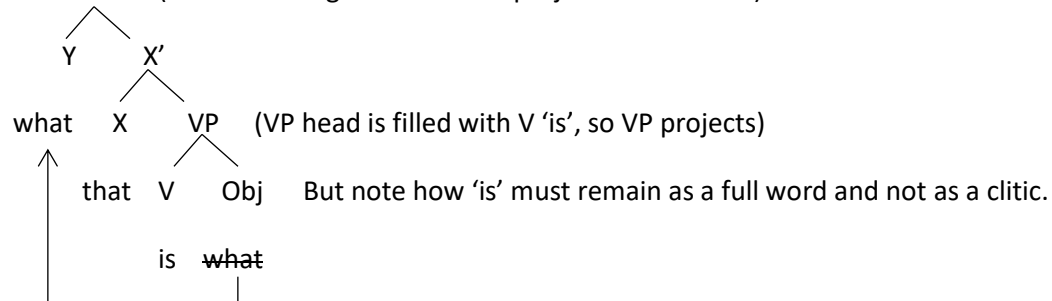 Y X’
what X VP (VP head is filled with V ‘is’, so VP projects)
that V Obj But note how ‘is’ must remain as a full word and not as a clitic.
is what